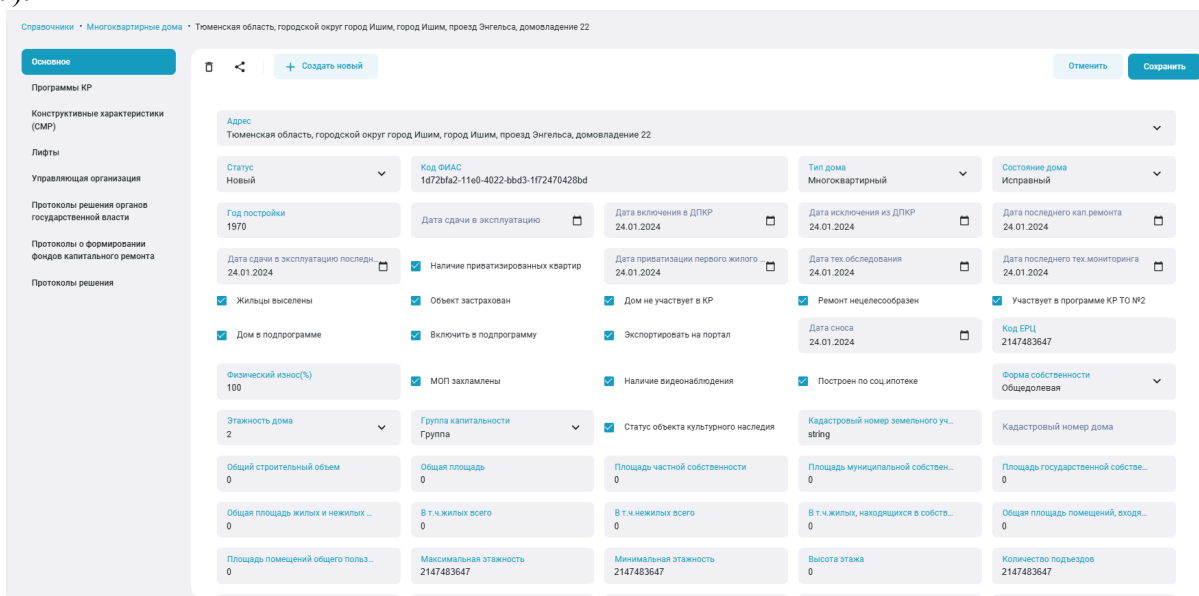 Справочники • Многоквартирные дома • Тюменская область, городской округ город Ишим, город Ишим, проезд Энгельса, домовладение 22
Основное
Программы КР
Конструктивные характеристики
(СМР)
Лифты
Управляющая организация
Протоколы решения органов
государственной власти
Протоколы о формировании
фондов капитального ремонта
Протоколы решения
+ Создать новый
Отменить
Сохранить
Адрес
Тюменская область, городской округ город Ишим, город Ишим, проезд Энгельса, домовладение 22
Статус
Новый
Код ФИАС
1d72bfa2-11e0-4022-bbd3-1f72470428bd
Тип дома
Многоквартирный
Состояние дома
Исправный
Год постройки
1970
Дата сдачи в эксплуатацию
Дата включения в ДПКР
24.01.2024
Дата исключения из ДПКР
24.01.2024
Дата последнего кап.ремонта
24.01.2024
Дата сдачи в эксплуатацию последн...
24.01.2024
Наличие приватизированных квартир
Дата приватизации первого жилого ...
24.01.2024
Дата тех.обследования
24.01.2024
Дата последнего тех.мониторинга
24.01.2024
Жильцы выселены
Объект застрахован
Дом не участвует в КР
Ремонт нецелесообразен
Участвует в программе КР ТО №2
Дом в подпрограмме
Включить в подпрограмму
Экспортировать на портал
Дата сноса
24.01.2024
Код ЕРЦ
2147483647
Физический износ(%)
100
МОП захламлены
Наличие видеонаблюдения
Построен по соц.ипотеке
Форма собственности
Общедолевая
Этажность дома
2
Группа капитальности
Группа
Статус объекта культурного наследия
Кадастровый номер земельного уч...
string
Кадастровый номер дома
Общий строительный объем
0
Общая площадь
0
Площадь частной собственности
0
Площадь муниципальной собствен...
0
Площадь государственной собстве...
0
Общая площадь жилых и нежилых ...
0
В т.ч.жилых всего
0
В т.ч.нежилых всего
0
В т.ч.жилых, находящихся в собств...
0
Общая площадь помещений, входя...
0
Площадь помещений общего польз...
0
Максимальная этажность
2147483647
Минимальная этажность
2147483647
Высота этажа
0
Количество подъездов
2147483647